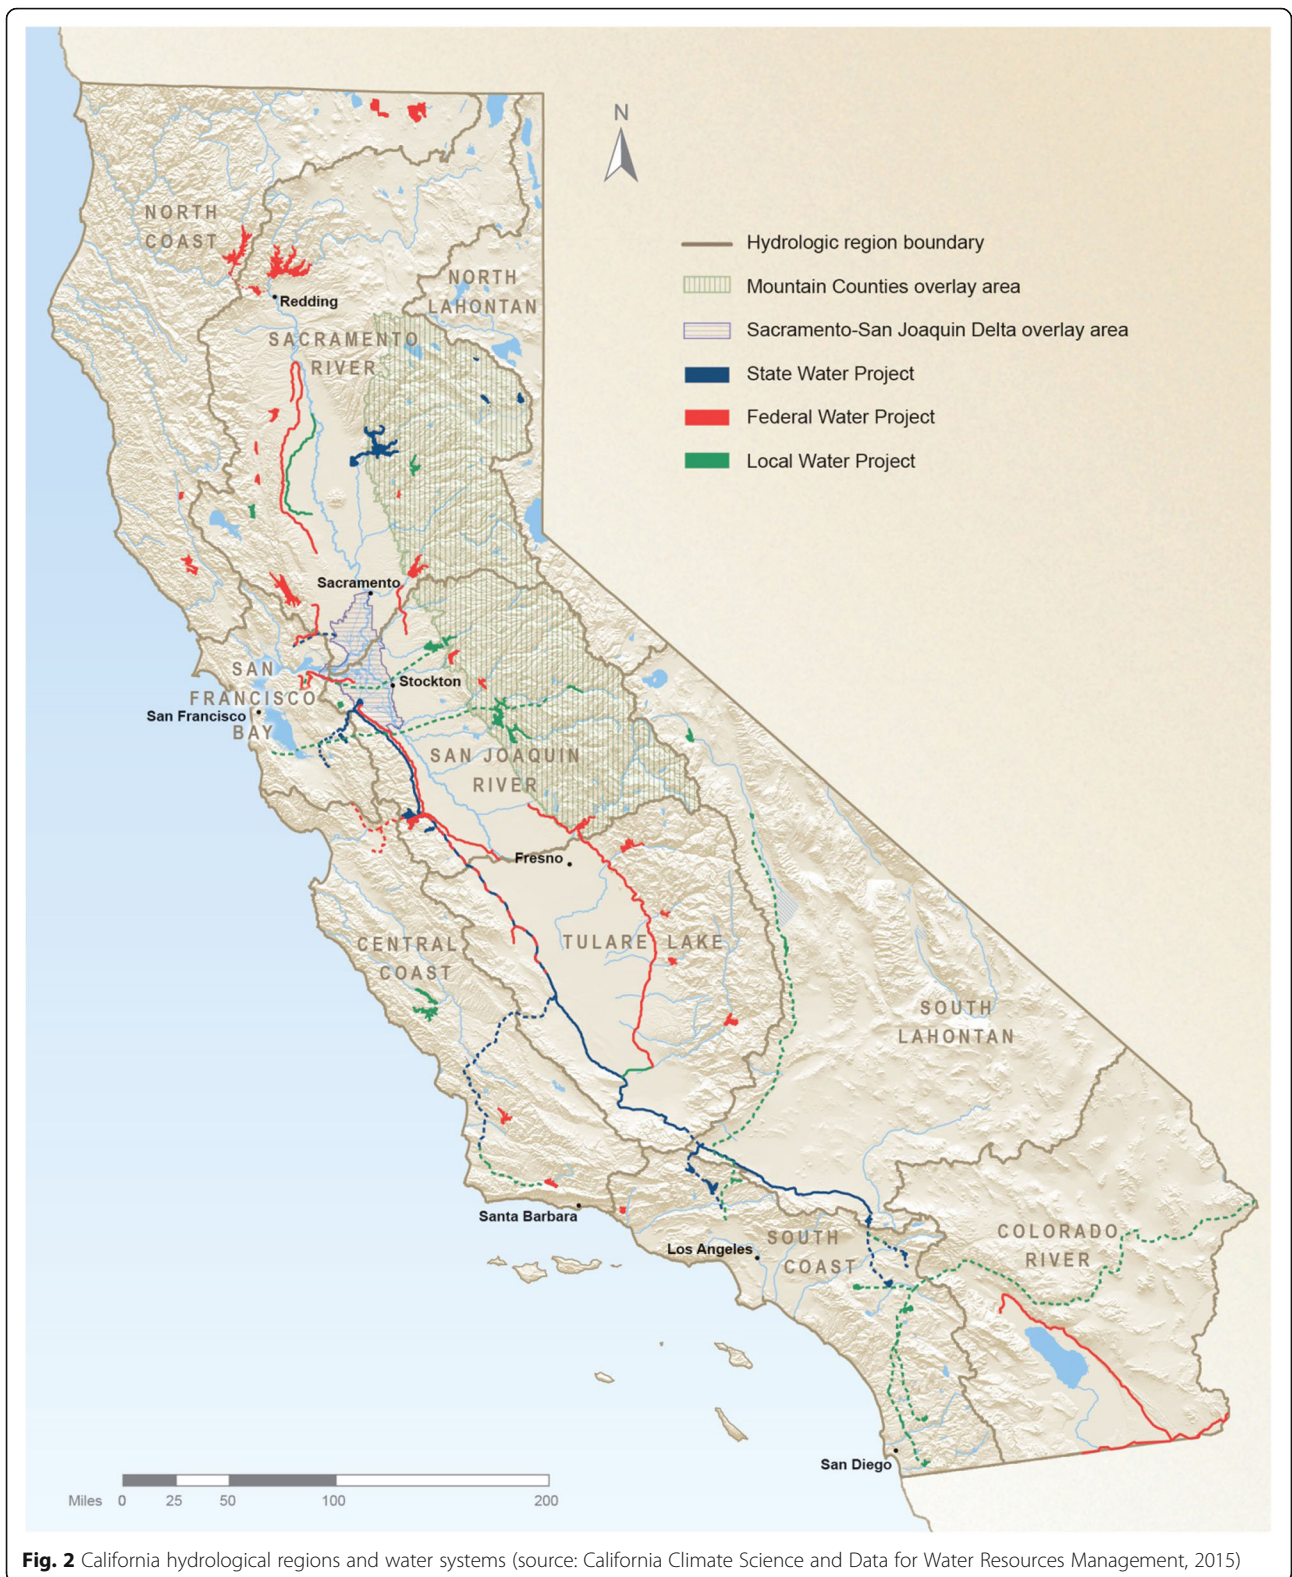 N
NORTH
COAST
Redding
NORTH
LAHONTAN
SACRAMENTO
RIVER
Hydrologic region boundary
Mountain Counties overlay area
Sacramento-San Joaquin Delta overlay area
State Water Project
Federal Water Project
Local Water Project
Sacramento
SAN
FRANCISCO
BAY
San Francisco
Stockton
SAN JOAQUIN
RIVER
Fresno
TULARE LAKE
CENTRAL
COAST
SOUTH
LAHONTAN
Santa Barbara
Los Angeles
SOUTH
COAST
COLORADO
RIVER
San Diego
Miles 0 25 50 100 200
Fig. 2 California hydrological regions and water systems (source: California Climate Science and Data for Water Resources Management, 2015)